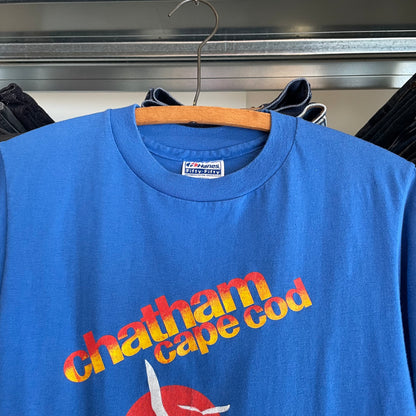 Hanes
Fifty-Fifty
chatham
cape cod